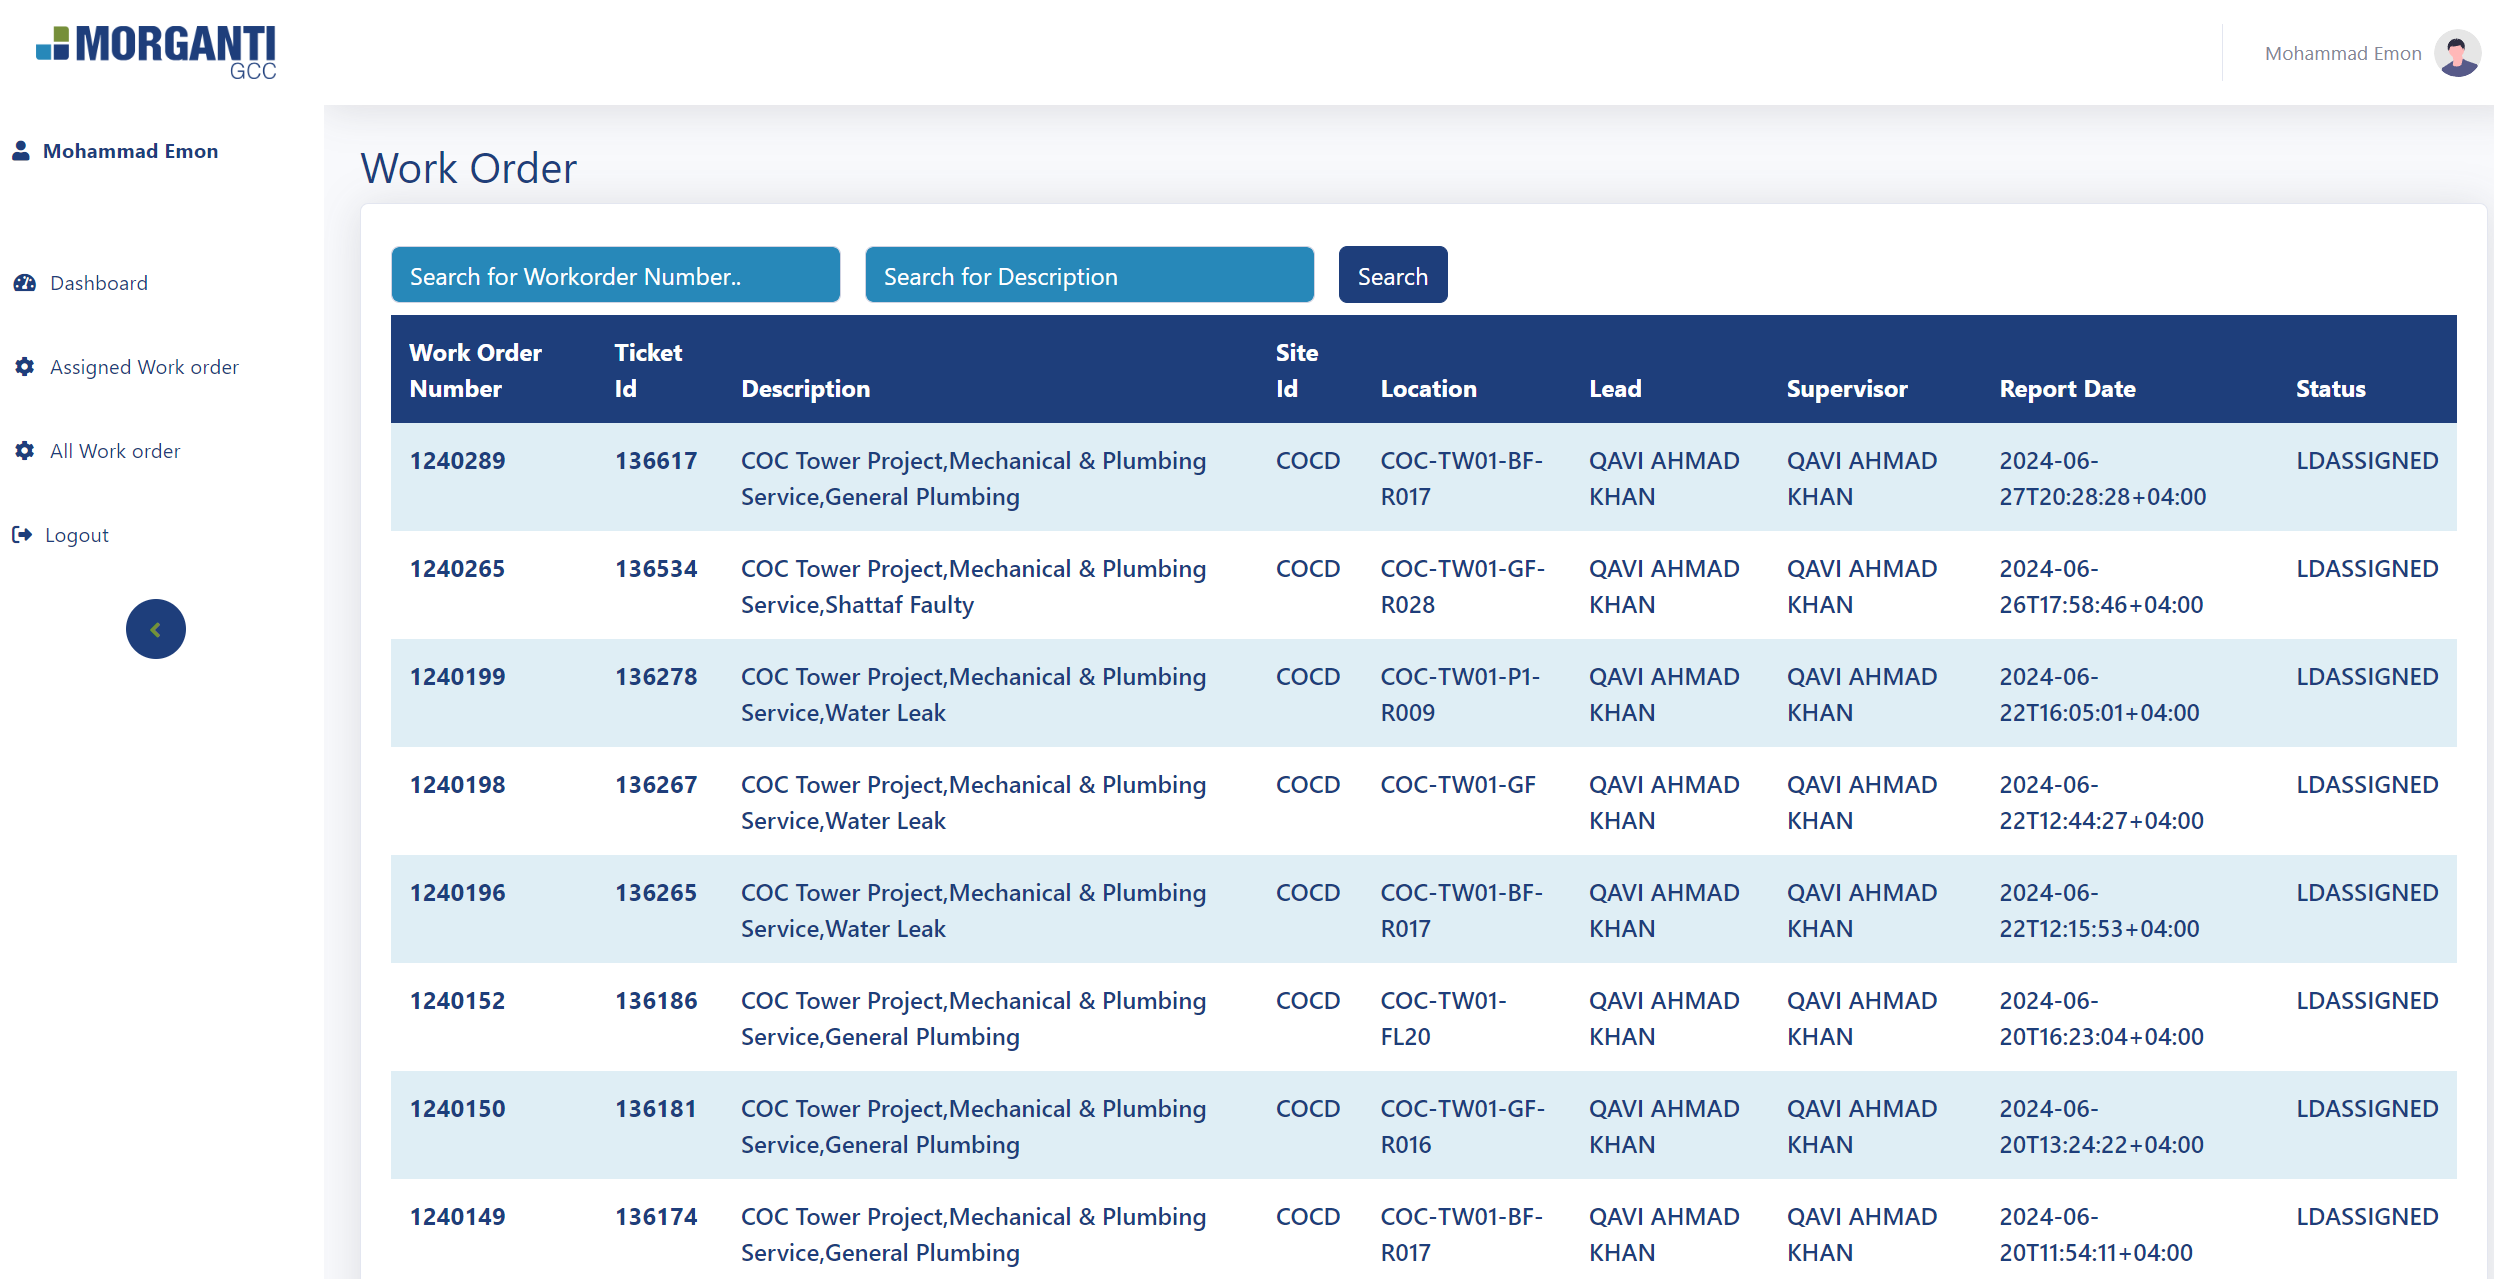 MORGANTI
GCC
Mohammad Emon
Mohammad Emon
Dashboard
Assigned Work order
All Work order
Logout
Work Order
Search for Workorder Number..
Search for Description
Search
Work Order Ticket Site
Number Id Description Id Location Lead Supervisor Report Date Status
1240289 136617 COC Tower Project,Mechanical & Plumbing COCD COC-TW01-BF- QAVI AHMAD QAVI AHMAD 2024-06- LDASSIGNED
Service,General Plumbing R017 KHAN KHAN 27T20:28:28+04:00
1240265 136534 COC Tower Project,Mechanical & Plumbing COCD COC-TW01-GF- QAVI AHMAD QAVI AHMAD 2024-06- LDASSIGNED
Service,Shattaf Faulty R028 KHAN KHAN 26T17:58:46+04:00
1240199 136278 COC Tower Project,Mechanical & Plumbing COCD COC-TW01-P1- QAVI AHMAD QAVI AHMAD 2024-06- LDASSIGNED
Service,Water Leak R009 KHAN KHAN 22T16:05:01+04:00
1240198 136267 COC Tower Project,Mechanical & Plumbing COCD COC-TW01-GF QAVI AHMAD QAVI AHMAD 2024-06- LDASSIGNED
Service,Water Leak KHAN KHAN 22T12:44:27+04:00
1240196 136265 COC Tower Project,Mechanical & Plumbing COCD COC-TW01-BF- QAVI AHMAD QAVI AHMAD 2024-06- LDASSIGNED
Service,Water Leak R017 KHAN KHAN 22T12:15:53+04:00
1240152 136186 COC Tower Project,Mechanical & Plumbing COCD COC-TW01- QAVI AHMAD QAVI AHMAD 2024-06- LDASSIGNED
Service,General Plumbing FL20 KHAN KHAN 20T16:23:04+04:00
1240150 136181 COC Tower Project,Mechanical & Plumbing COCD COC-TW01-GF- QAVI AHMAD QAVI AHMAD 2024-06- LDASSIGNED
Service,General Plumbing R016 KHAN KHAN 20T13:24:22+04:00
1240149 136174 COC Tower Project,Mechanical & Plumbing COCD COC-TW01-BF- QAVI AHMAD QAVI AHMAD 2024-06- LDASSIGNED
Service,General Plumbing R017 KHAN KHAN 20T11:54:11+04:00